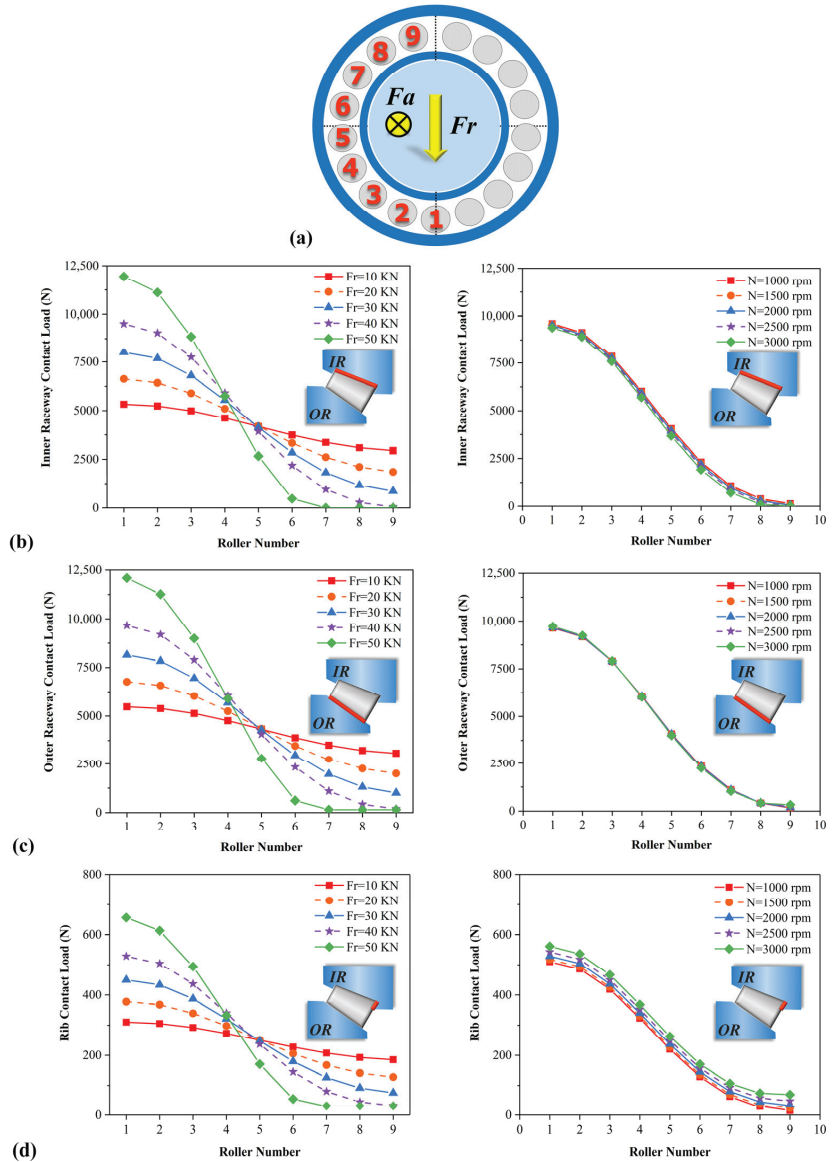 9
8
7
6
5
4
3
2
1
Fa
Fr
(a)
12,500
10,000
7500
5000
2500
0
Inner Raceway Contact Load (N)
Fr=10 KN
Fr=20 KN
Fr=30 KN
Fr=40 KN
Fr=50 KN
IR
OR
1 2 3 4 5 6 7 8 9
Roller Number
12,500
10,000
7500
5000
2500
0
Inner Raceway Contact Load (N)
N=1000 rpm
N=1500 rpm
N=2000 rpm
N=2500 rpm
N=3000 rpm
IR
OR
0 1 2 3 4 5 6 7 8 9 10
Roller Number
(b)
12,500
10,000
7500
5000
2500
0
Outer Raceway Contact Load (N)
Fr=10 KN
Fr=20 KN
Fr=30 KN
Fr=40 KN
Fr=50 KN
IR
OR
1 2 3 4 5 6 7 8 9
Roller Number
12,500
10,000
7500
5000
2500
0
Outer Raceway Contact Load (N)
N=1000 rpm
N=1500 rpm
N=2000 rpm
N=2500 rpm
N=3000 rpm
IR
OR
0 1 2 3 4 5 6 7 8 9 10
Roller Number
(c)
800
600
400
200
0
Rib Contact Load (N)
Fr=10 KN
Fr=20 KN
Fr=30 KN
Fr=40 KN
Fr=50 KN
IR
OR
1 2 3 4 5 6 7 8 9
Roller Number
800
600
400
200
0
Rib Contact Load (N)
N=1000 rpm
N=1500 rpm
N=2000 rpm
N=2500 rpm
N=3000 rpm
IR
OR
0 1 2 3 4 5 6 7 8 9 10
Roller Number
(d)